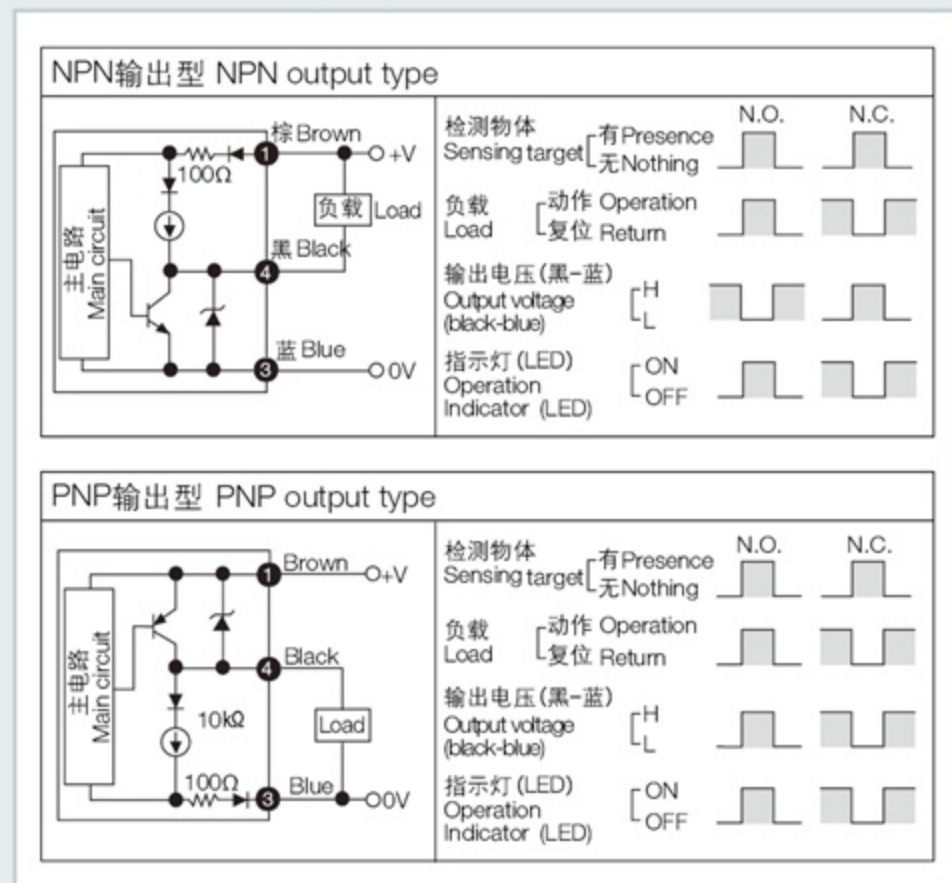 NPN输出型 NPN output type
棕 Brown
1
+V
100Ω
负载 Load
主电路
Main circuit
黑 Black
4
蓝 Blue
3
0V
N.O.
N.C.
检测物体
Sensing target
有 Presence
无 Nothing
负载
Load
动作 Operation
复位 Return
输出电压(黑-蓝)
Output voltage
(black-blue)
H
L
指示灯(LED)
Operation
Indicator (LED)
ON
OFF
PNP输出型 PNP output type
Brown
1
+V
主电路
Main circuit
Black
4
10kΩ
Load
100Ω
Blue
3
0V
N.O.
N.C.
检测物体
Sensing target
有 Presence
无 Nothing
负载
Load
动作 Operation
复位 Return
输出电压(黑-蓝)
Output voltage
(black-blue)
H
L
指示灯(LED)
Operation
Indicator (LED)
ON
OFF